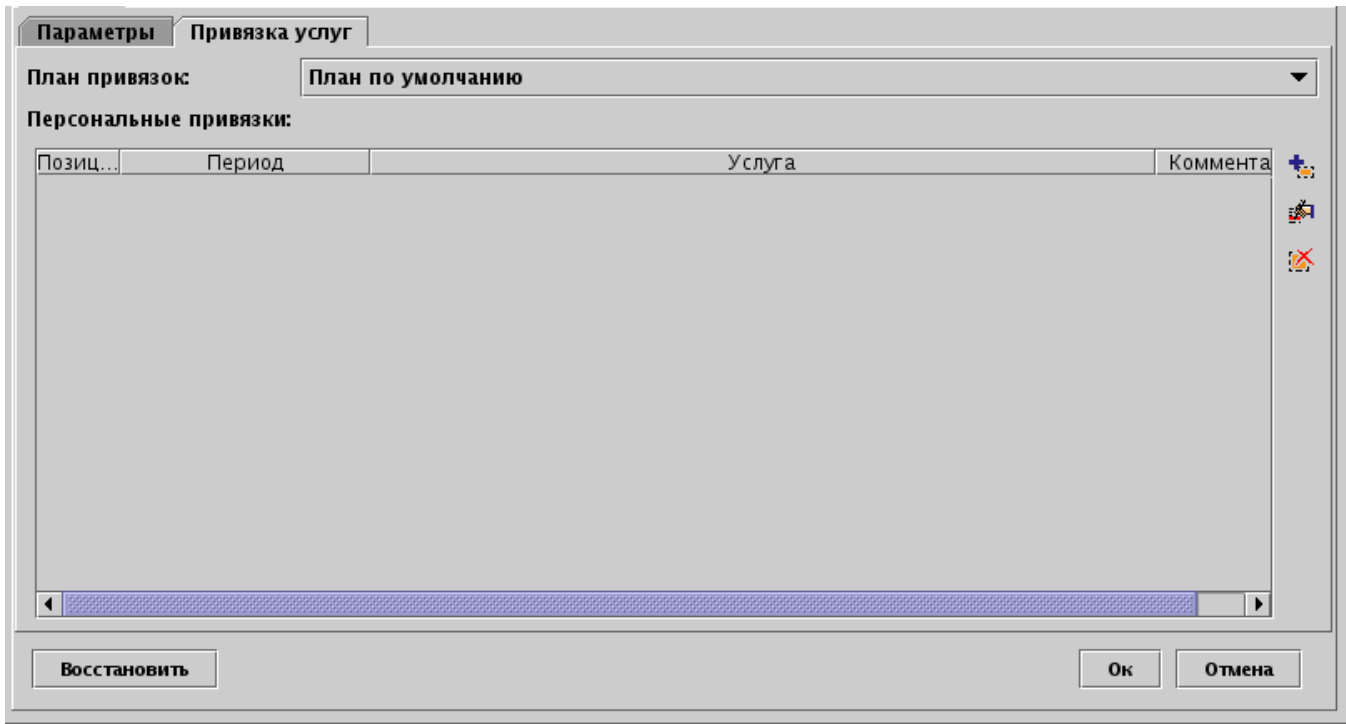 Параметры Привязка услуг
План привязок: План по умолчанию
Персональные привязки:
Позиц... Период Услуга Коммента
Восстановить Ок Отмена